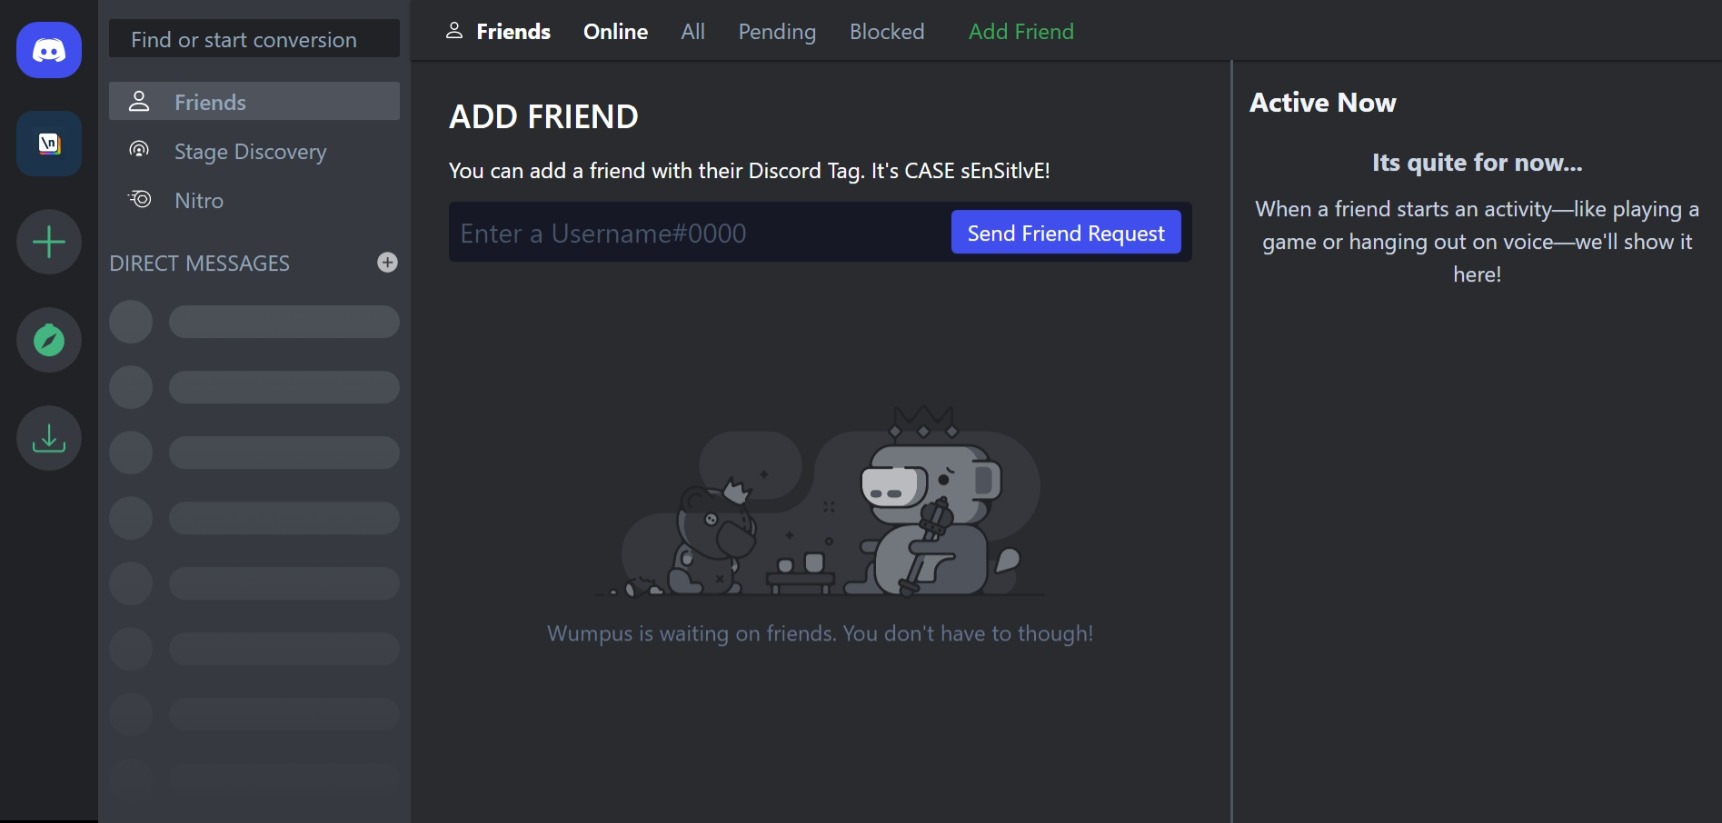 Find or start conversion
\n
Friends
Stage Discovery
Nitro
DIRECT MESSAGES
Friends
Online
All
Pending
Blocked
Add Friend
ADD FRIEND
You can add a friend with their Discord Tag. It's CASE sEnSitIvE!
Enter a Username#0000
Send Friend Request
Wumpus is waiting on friends. You don't have to though!
Active Now
Its quite for now...
When a friend starts an activity—like playing a
game or hanging out on voice—we'll show it
here!